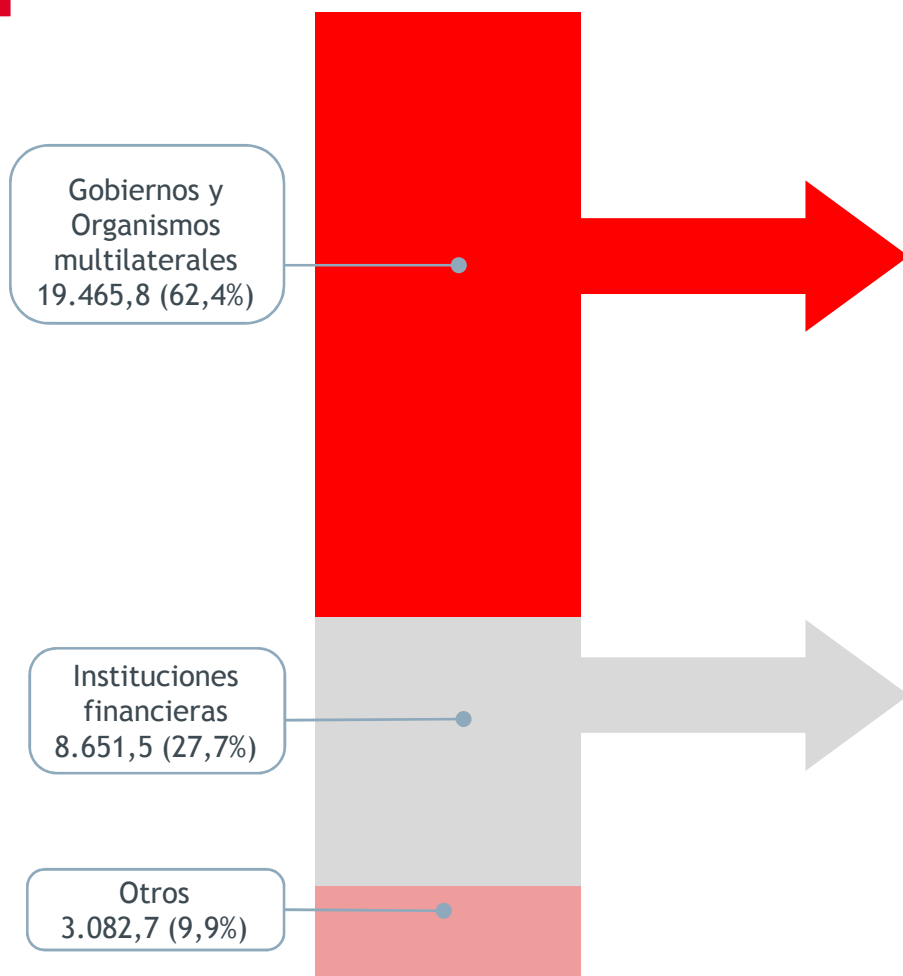 Gobiernos y
Organismos
multilaterales
19.465,8 (62,4%)
Instituciones
financieras
8.651,5 (27,7%)
Otros
3.082,7 (9,9%)